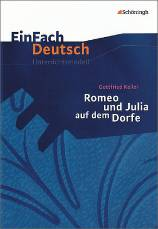 Schöningh
EinFach
Deutsch
Unterrichtsmodell
Gottfried Keller
Romeo
und Julia
auf dem
Dorfe